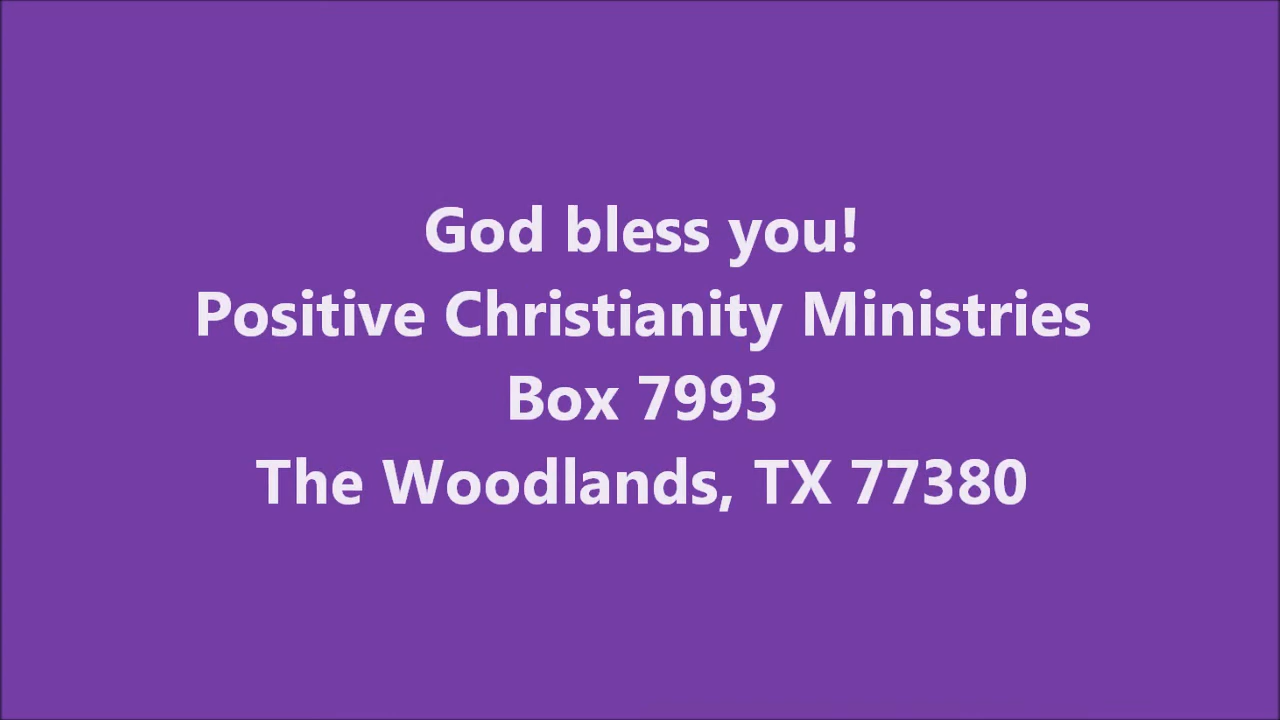 God bless you!
Positive Christianity Ministries
Box 7993
The Woodlands, TX 77380